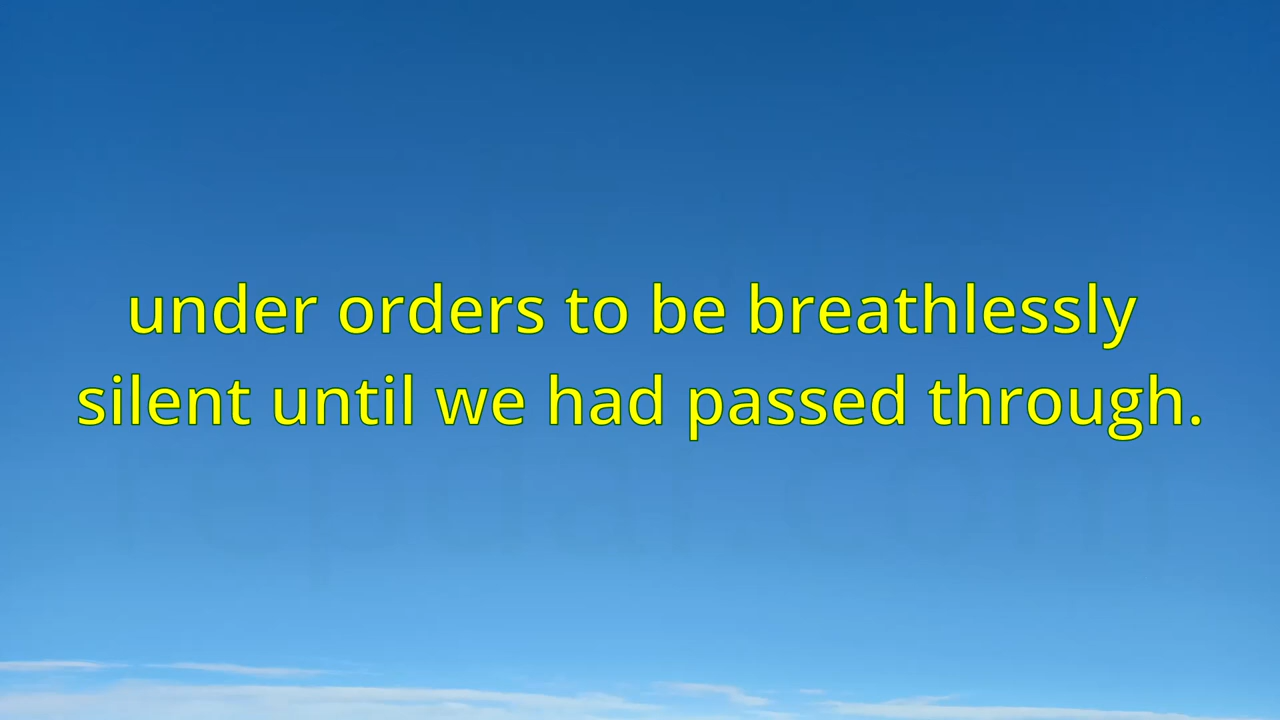 under orders to be breathlessly
silent until we had passed through.